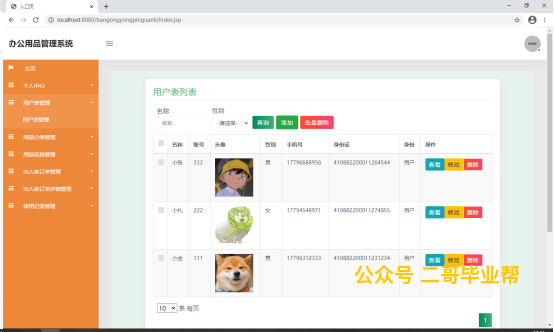 入口页
localhost:8080/bangongyongpinguanli/index.jsp
办公用品管理系统
主页
个人中心
用户表管理
用户表管理
用品分类管理
用品信息管理
出入库订单管理
出入库订单详情管理
领用记录管理
用户表列表
名称 性别
名称 -请选择- 查询 添加 批量删除
名称 账号 头像 性别 手机号 身份证 身份 操作
小张 333 男 17796688956 410882200011264544 用户 查看 修改 删除
小札 222 女 17754548971 410882200011274855 用户 查看 修改 删除
小金 111 男 17796312333 410882200011231234 用户 查看 修改 删除
公众号 二哥毕业帮
10 条 每页
1